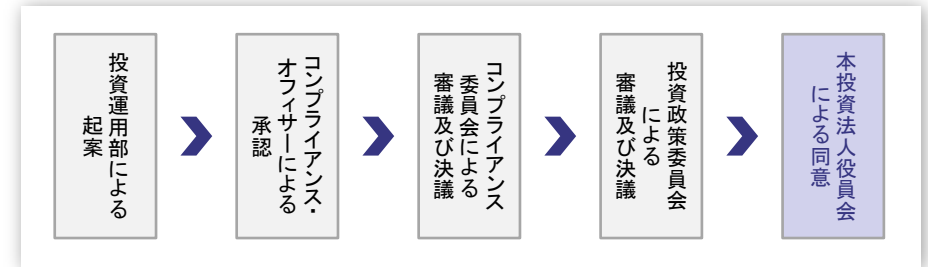 投資運用部による
起案
コンプライアンス・
オフィサーによる
承認
コンプライアンス
委員会による
審議及び決議
投資政策委員会
による
審議及び決議
本投資法人役員会
による同意